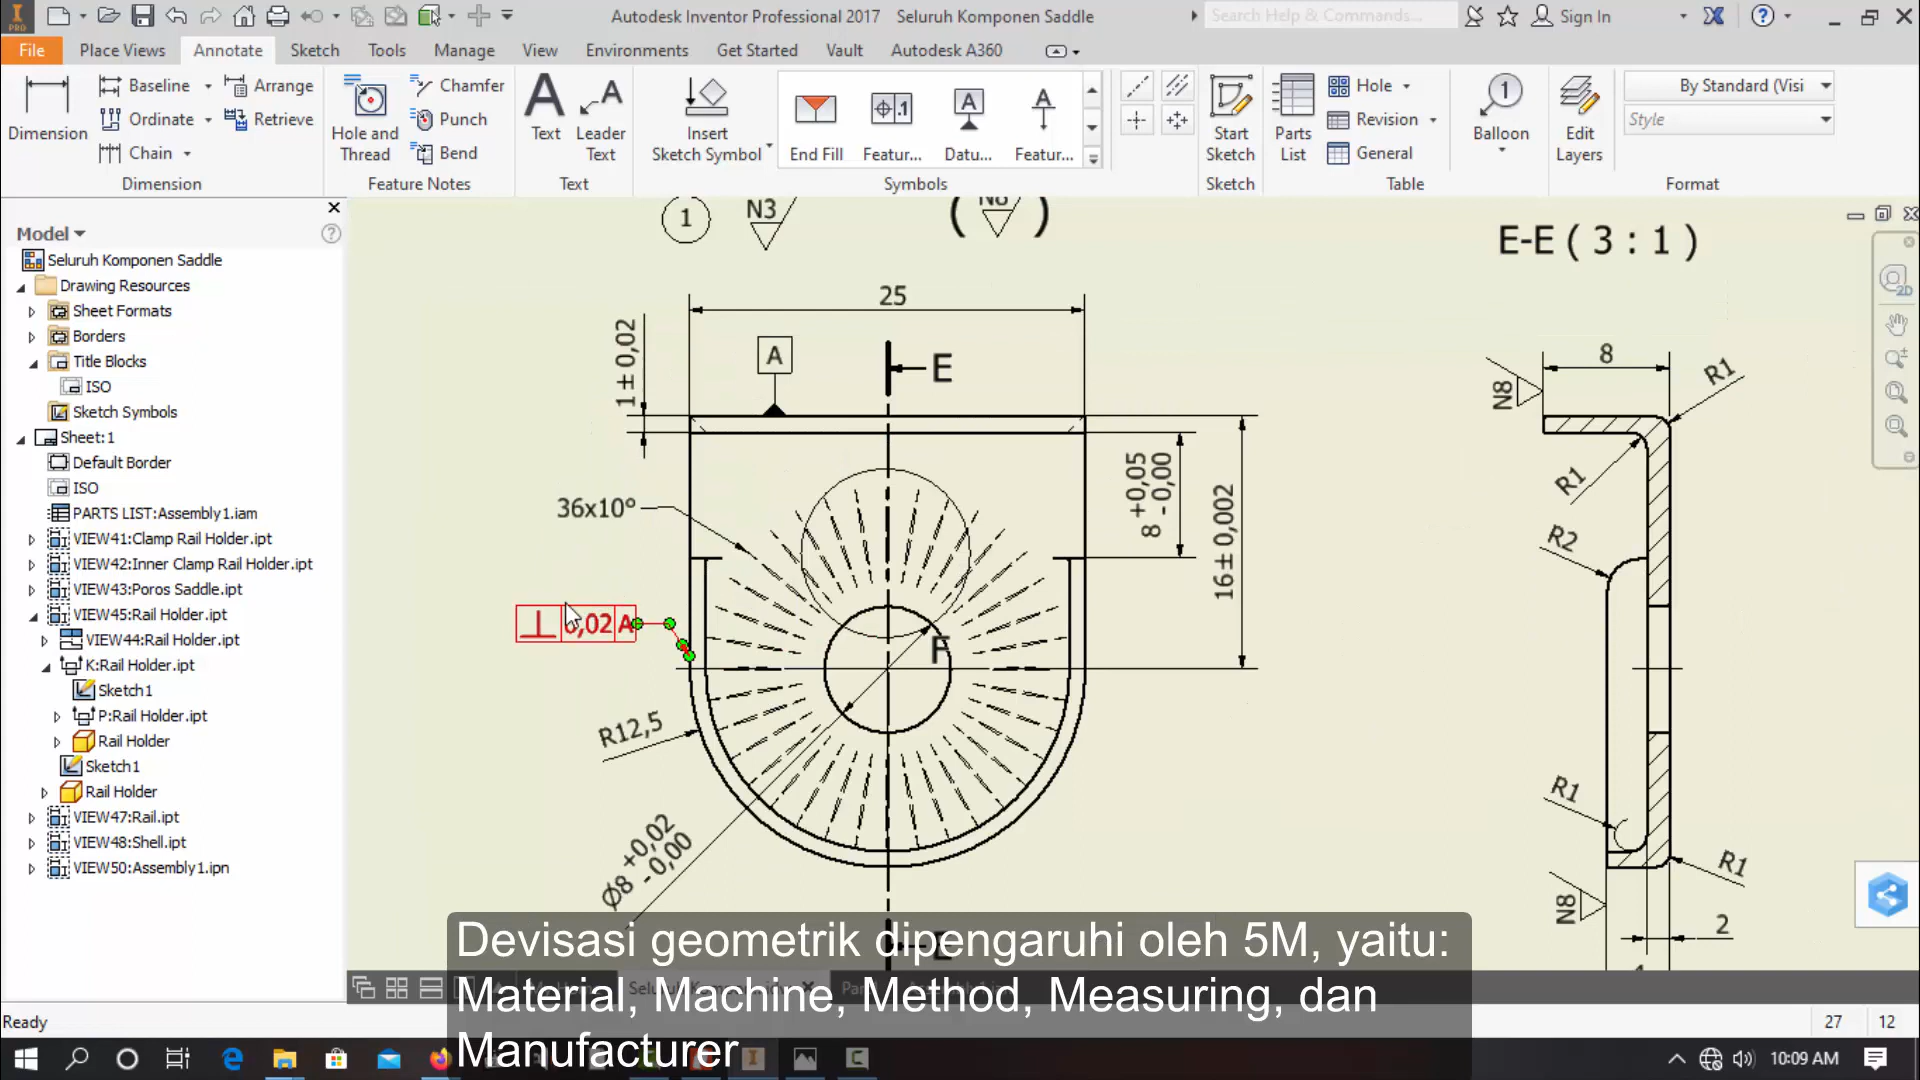 Autodesk Inventor Professional 2017 Seluruh Komponen Saddle
Search Help & Commands...
Sign In
PRO
File Place Views Annotate Sketch Tools Manage View Environments Get Started Vault Autodesk A360
Dimension
Baseline
Ordinate
Chain
Arrange
Retrieve
Dimension
Hole and Thread
Chamfer
Punch
Bend
Feature Notes
Text
Leader Text
Text
Insert Sketch Symbol
End Fill
Featur...
Datu...
Featur...
Symbols
Start Sketch
Sketch
Parts List
Hole
Revision
General
Table
Balloon
Edit Layers
By Standard (Visi
Style
Format
Model
Seluruh Komponen Saddle
Drawing Resources
Sheet Formats
Borders
Title Blocks
ISO
Sketch Symbols
Sheet:1
Default Border
ISO
PARTS LIST:Assembly1.iam
VIEW41:Clamp Rail Holder.ipt
VIEW42:Inner Clamp Rail Holder.ipt
VIEW43:Poros Saddle.ipt
VIEW45:Rail Holder.ipt
VIEW44:Rail Holder.ipt
K:Rail Holder.ipt
Sketch1
P:Rail Holder.ipt
Rail Holder
Sketch1
Rail Holder
VIEW47:Rail.ipt
VIEW48:Shell.ipt
VIEW50:Assembly1.ipn
1
N3
( N8 )
25
1±0,02
A
E
36x10°
⊥ 0,02 A
F
R12,5
Ø8 +0,02 -0,00
8 +0,05 -0,00
16±0,002
E
E-E ( 3 : 1 )
8
R1
N8
R1
R2
R1
R1
N8
2
2D
Devisasi geometrik dipengaruhi oleh 5M, yaitu:
Material, Machine, Method, Measuring, dan
Manufacturer
Ready
27 12
10:09 AM